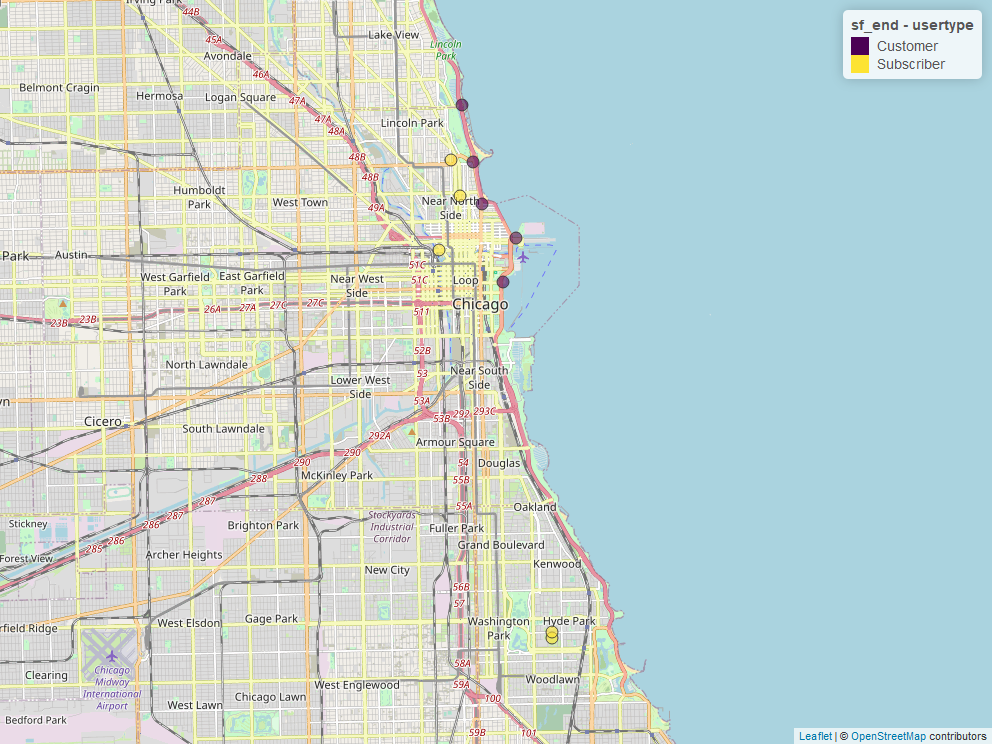 Irving Park
44B
Lake View
45A
Lincoln
Park
sf_end - usertype
Customer
Subscriber
Avondale
46A
Belmont Cragin
Hermosa
Logan Square
47A
47A
Lincoln Park
48A
48B
48B
Humboldt
Park
West Town
49A
Near North
Side
Park
Austin
51C
West Garfield
Park
East Garfield
Park
Near West
Side
51C
Loop
Chicago
27C
27C
27A
26A
23B
23B
511
52B
North Lawndale
53
Lower West
Side
Near South
Side
53A
53B
292
293C
Cicero
South Lawndale
292A
Armour Square
290
290
54
Douglas
288
McKinley Park
55B
287
287
55A
Oakland
Stickney
286
Brighton Park
Stockyards
Industrial
Corridor
Fuller Park
286
285
Grand Boulevard
Archer Heights
Forest View
Kenwood
New City
56B
57
Gage Park
West Elsdon
Washington
Park
Hyde Park
rfield Ridge
58A
Clearing
Chicago
Midway
International
Airport
West Englewood
59A
Woodlawn
Chicago Lawn
100
West Lawn
Bedford Park
59B
101
Leaflet | © OpenStreetMap contributors